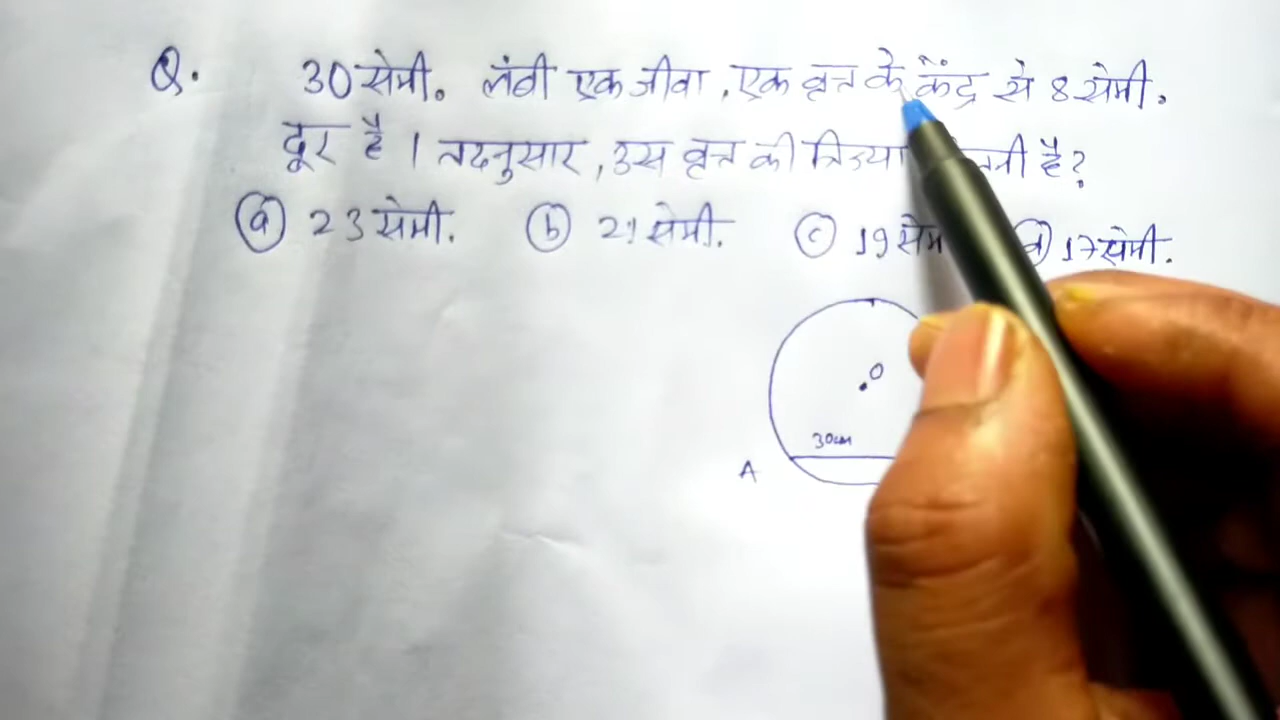 Q. 30 सेमी. लंबी एक जीवा, एक वृत्त के केंद्र से 8 सेमी.
दूर है । तदनुसार, उस वृत्त की त्रिज्या है?
(a) 23 सेमी. (b) 21 सेमी. (c) 19 सेम (d) 17 सेमी.
O
30cm
A